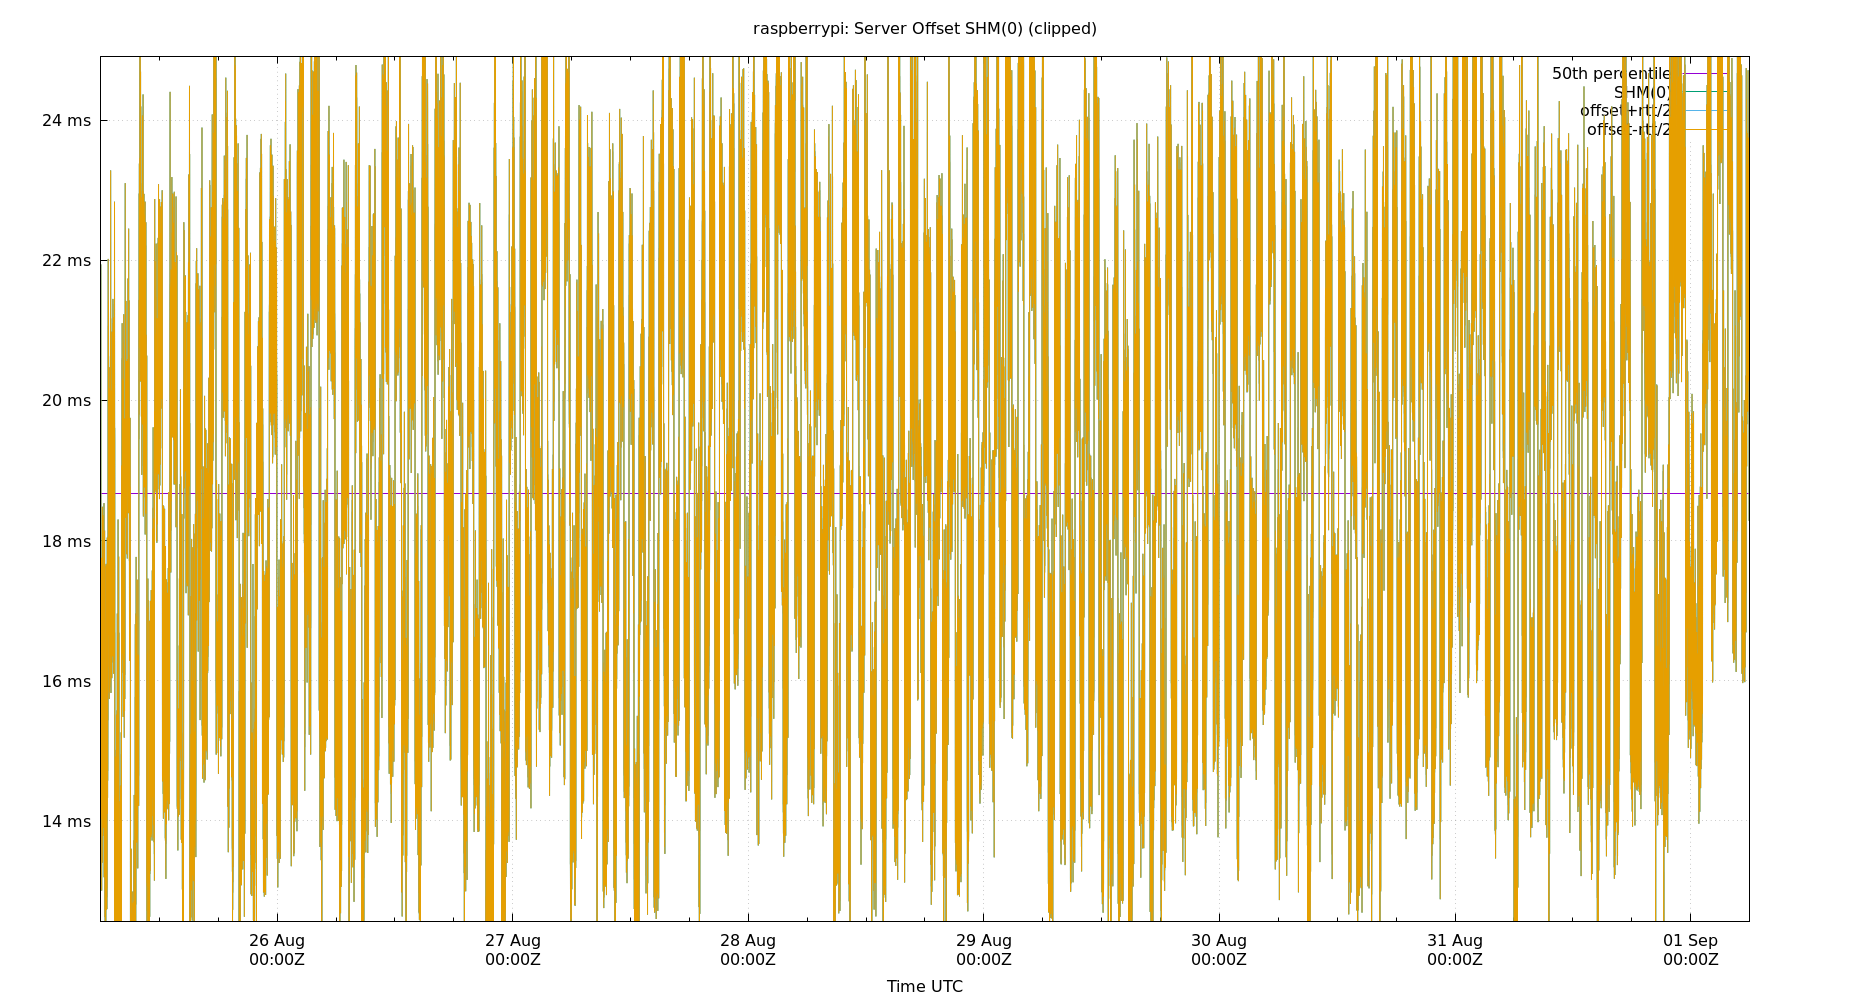 raspberrypi: Server Offset SHM(0) (clipped)
50th percentile
SHM(0)
offset+rtt/2
offset-rtt/2
24 ms
22 ms
20 ms
18 ms
16 ms
14 ms
26 Aug
00:00Z
27 Aug
00:00Z
28 Aug
00:00Z
29 Aug
00:00Z
30 Aug
00:00Z
31 Aug
00:00Z
01 Sep
00:00Z
Time UTC